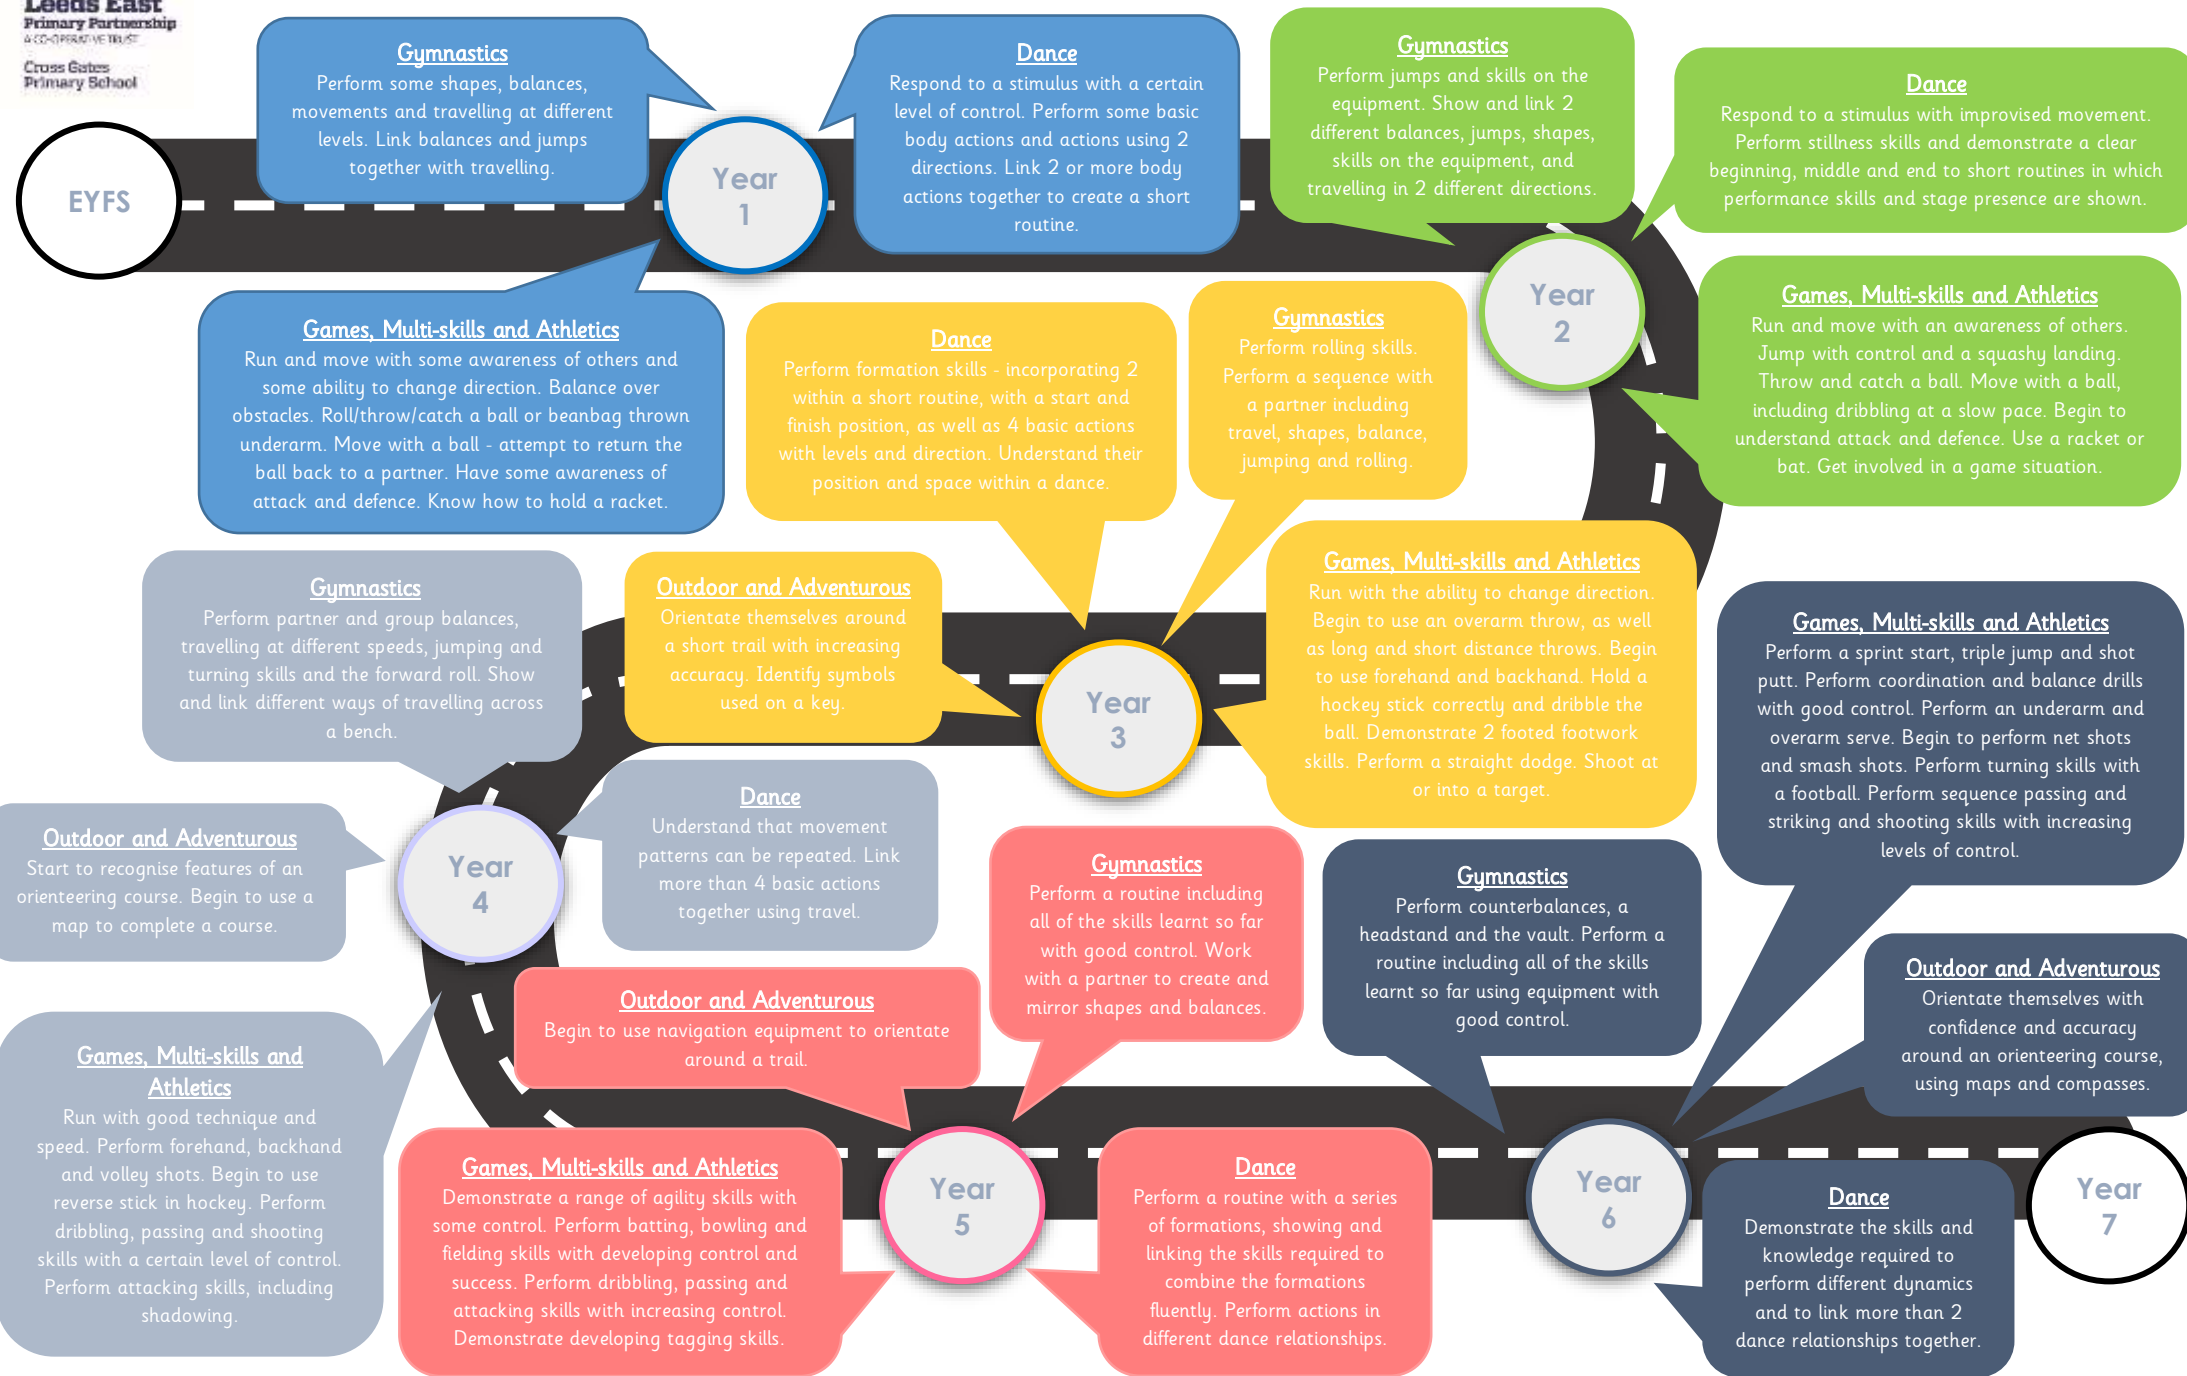 Leeds East
Primary Partnership
A CO-OPERATIVE TRUST
Cross Gates
Primary School
EYFS
Gymnastics
Perform some shapes, balances,
movements and travelling at different
levels. Link balances and jumps
together with travelling.
Year
1
Dance
Respond to a stimulus with a certain
level of control. Perform some basic
body actions and actions using 2
directions. Link 2 or more body
actions together to create a short
routine.
Games, Multi-skills and Athletics
Run and move with some awareness of others and
some ability to change direction. Balance over
obstacles. Roll/throw/catch a ball or beanbag thrown
underarm. Move with a ball - attempt to return the
ball back to a partner. Have some awareness of
attack and defence. Know how to hold a racket.
Gymnastics
Perform jumps and skills on the
equipment. Show and link 2
different balances, jumps, shapes,
skills on the equipment, and
travelling in 2 different directions.
Dance
Respond to a stimulus with improvised movement.
Perform stillness skills and demonstrate a clear
beginning, middle and end to short routines in which
performance skills and stage presence are shown.
Year
2
Games, Multi-skills and Athletics
Run and move with an awareness of others.
Jump with control and a squashy landing.
Throw and catch a ball. Move with a ball,
including dribbling at a slow pace. Begin to
understand attack and defence. Use a racket or
bat. Get involved in a game situation.
Dance
Perform formation skills - incorporating 2
within a short routine, with a start and
finish position, as well as 4 basic actions
with levels and direction. Understand their
position and space within a dance.
Gymnastics
Perform rolling skills.
Perform a sequence with
a partner including
travel, shapes, balance,
jumping and rolling.
Outdoor and Adventurous
Orientate themselves around
a short trail with increasing
accuracy. Identify symbols
used on a key.
Year
3
Games, Multi-skills and Athletics
Run with the ability to change direction.
Begin to use an overarm throw, as well
as long and short distance throws. Begin
to use forehand and backhand. Hold a
hockey stick correctly and dribble the
ball. Demonstrate 2 footed footwork
skills. Perform a straight dodge. Shoot at
or into a target.
Gymnastics
Perform partner and group balances,
travelling at different speeds, jumping and
turning skills and the forward roll. Show
and link different ways of travelling across
a bench.
Outdoor and Adventurous
Start to recognise features of an
orienteering course. Begin to use a
map to complete a course.
Year
4
Dance
Understand that movement
patterns can be repeated. Link
more than 4 basic actions
together using travel.
Games, Multi-skills and
Athletics
Run with good technique and
speed. Perform forehand, backhand
and volley shots. Begin to use
reverse stick in hockey. Perform
dribbling, passing and shooting
skills with a certain level of control.
Perform attacking skills, including
shadowing.
Outdoor and Adventurous
Begin to use navigation equipment to orientate
around a trail.
Gymnastics
Perform a routine including
all of the skills learnt so far
with good control. Work
with a partner to create and
mirror shapes and balances.
Games, Multi-skills and Athletics
Demonstrate a range of agility skills with
some control. Perform batting, bowling and
fielding skills with developing control and
success. Perform dribbling, passing and
attacking skills with increasing control.
Demonstrate developing tagging skills.
Year
5
Dance
Perform a routine with a series
of formations, showing and
linking the skills required to
combine the formations
fluently. Perform actions in
different dance relationships.
Gymnastics
Perform counterbalances, a
headstand and the vault. Perform a
routine including all of the skills
learnt so far using equipment with
good control.
Games, Multi-skills and Athletics
Perform a sprint start, triple jump and shot
putt. Perform coordination and balance drills
with good control. Perform an underarm and
overarm serve. Begin to perform net shots
and smash shots. Perform turning skills with
a football. Perform sequence passing and
striking and shooting skills with increasing
levels of control.
Outdoor and Adventurous
Orientate themselves with
confidence and accuracy
around an orienteering course,
using maps and compasses.
Year
6
Dance
Demonstrate the skills and
knowledge required to
perform different dynamics
and to link more than 2
dance relationships together.
Year
7